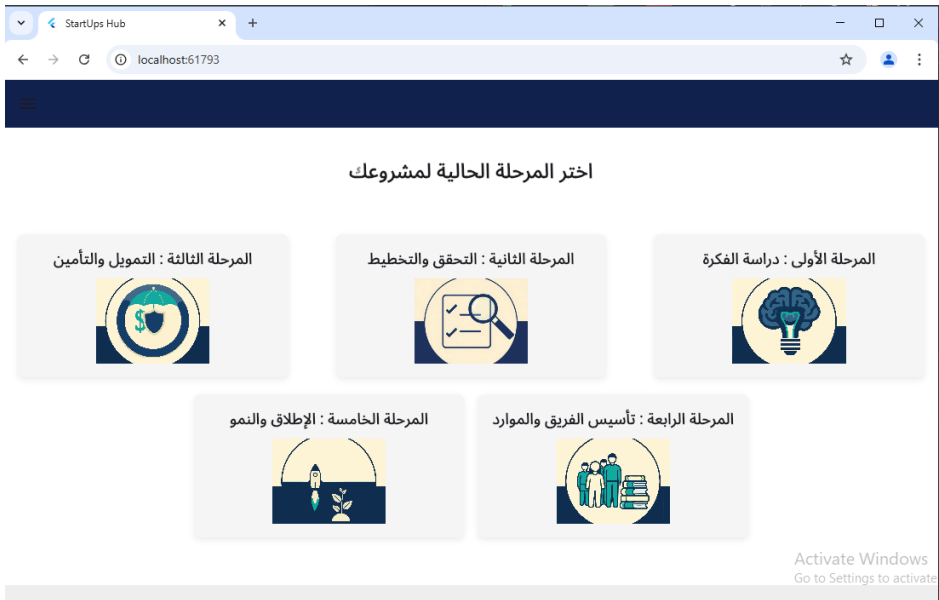 StartUps Hub
localhost:61793
اختر المرحلة الحالية لمشروعك
المرحلة الأولى : دراسة الفكرة
المرحلة الثانية : التحقق والتخطيط
المرحلة الثالثة : التمويل والتأمين
$
المرحلة الرابعة : تأسيس الفريق والموارد
المرحلة الخامسة : الإطلاق والنمو
Activate Windows
Go to Settings to activate